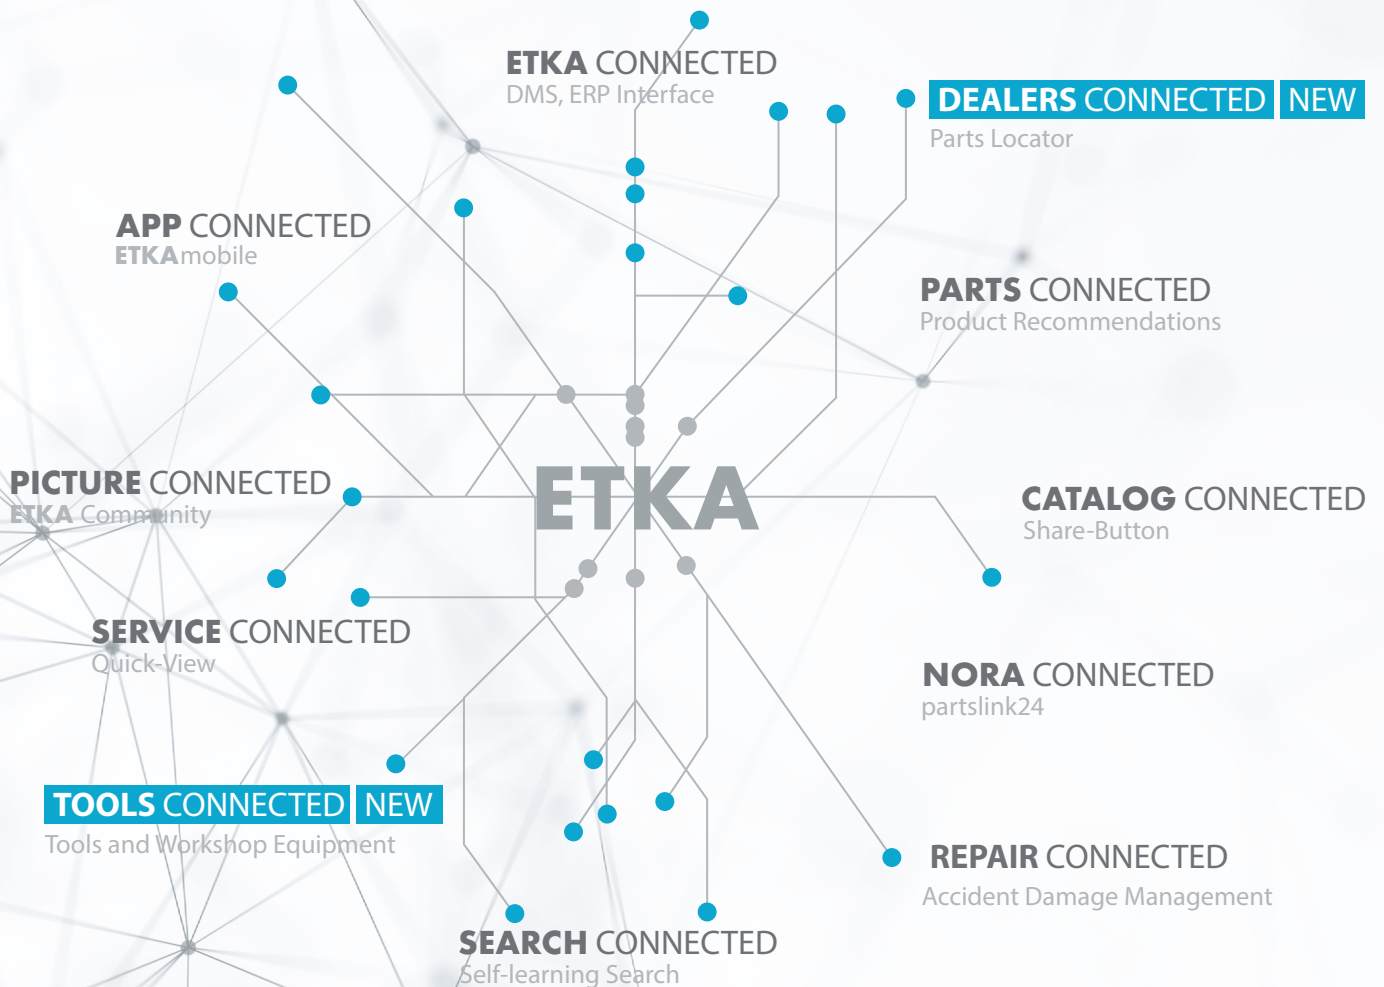 ETKA CONNECTED
DMS, ERP Interface
DEALERS CONNECTED NEW
Parts Locator
APP CONNECTED
ETKAmobile
PARTS CONNECTED
Product Recommendations
PICTURE CONNECTED
ETKA Community
ETKA
CATALOG CONNECTED
Share-Button
SERVICE CONNECTED
Quick-View
NORA CONNECTED
partslink24
TOOLS CONNECTED NEW
Tools and Workshop Equipment
REPAIR CONNECTED
Accident Damage Management
SEARCH CONNECTED
Self-learning Search